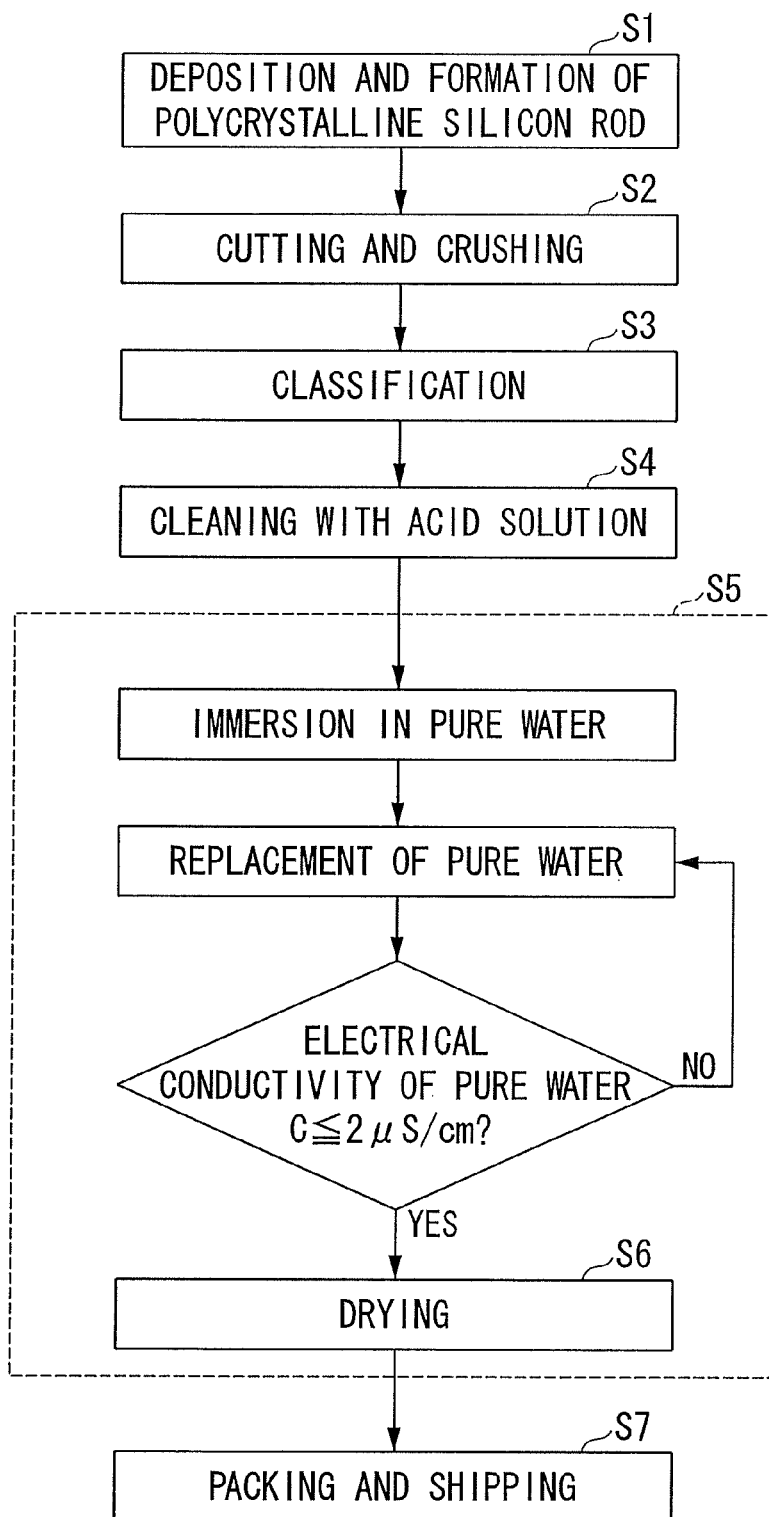 S1
DEPOSITION AND FORMATION OF
POLYCRYSTALLINE SILICON ROD
S2
CUTTING AND CRUSHING
S3
CLASSIFICATION
S4
CLEANING WITH ACID SOLUTION
S5
IMMERSION IN PURE WATER
REPLACEMENT OF PURE WATER
ELECTRICAL
CONDUCTIVITY OF PURE WATER
C≦2μS/cm?
NO
YES
S6
DRYING
S7
PACKING AND SHIPPING